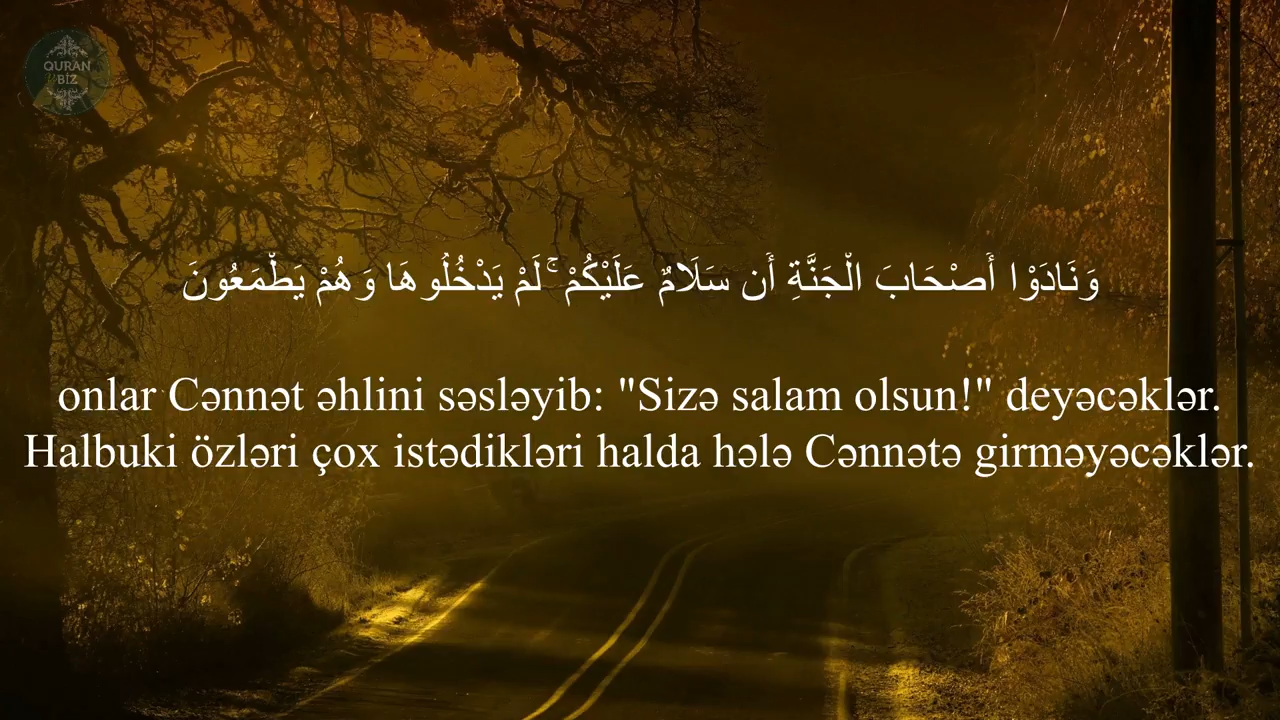 QURAN
BİZ
وَنَادَوْا أَصْحَابَ الْجَنَّةِ أَن سَلَامٌ عَلَيْكُمْ ۚ لَمْ يَدْخُلُوهَا وَهُمْ يَطْمَعُونَ
onlar Cənnət əhlini səsləyib: "Sizə salam olsun!" deyəcəklər.
Halbuki özləri çox istədikləri halda hələ Cənnətə girməyəcəklər.